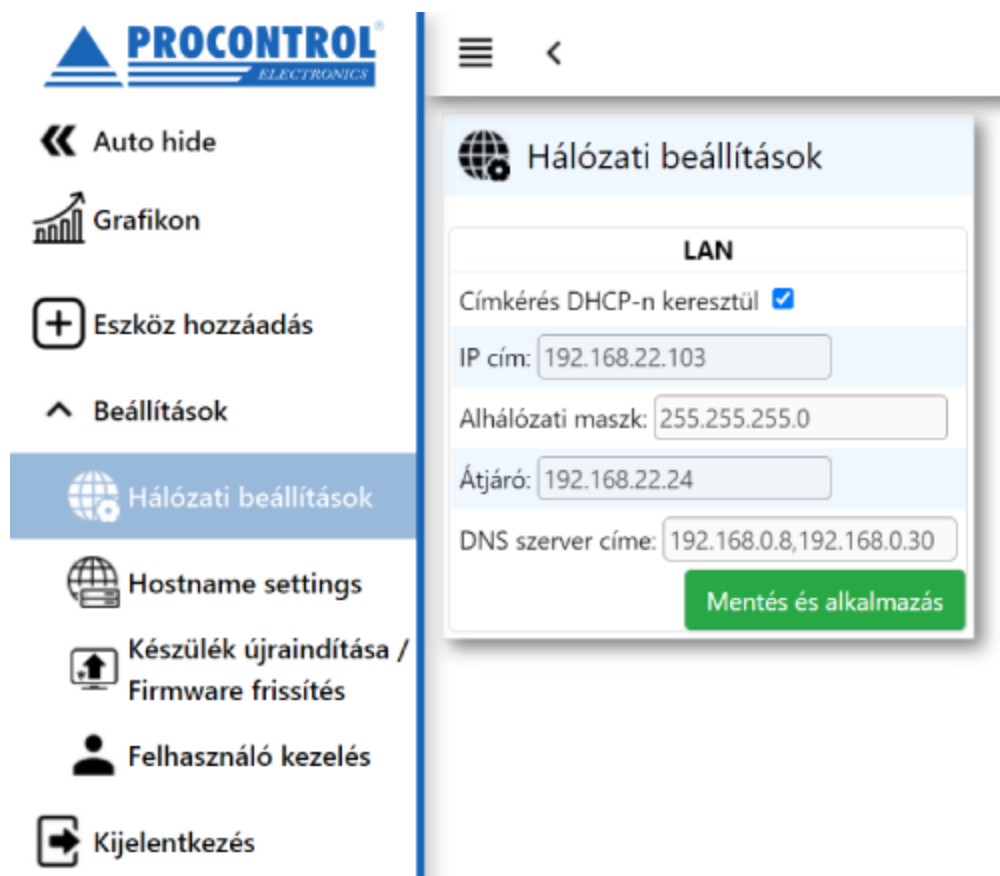 PROCONTROL®
ELECTRONICS
Auto hide
Grafikon
Eszköz hozzáadás
Beállítások
Hálózati beállítások
Hostname settings
Készülék újraindítása /
Firmware frissítés
Felhasználó kezelés
Kijelentkezés
Hálózati beállítások
LAN
Címkérés DHCP-n keresztül
IP cím: 192.168.22.103
Alhálózati maszk: 255.255.255.0
Átjáró: 192.168.22.24
DNS szerver címe: 192.168.0.8,192.168.0.30
Mentés és alkalmazás